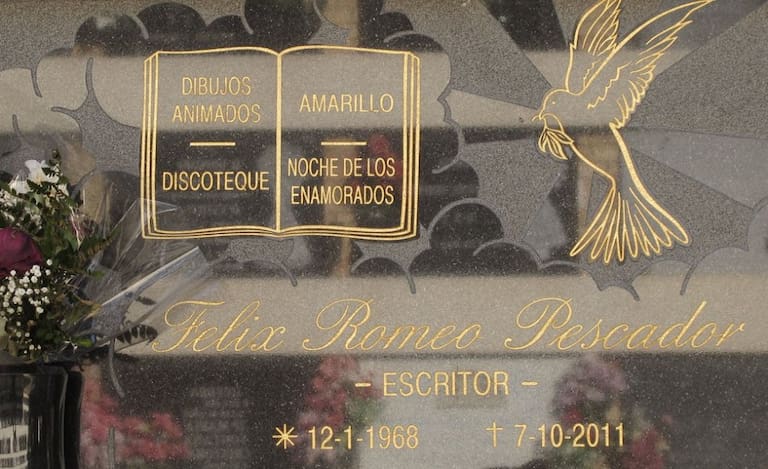 DIBUJOS
ANIMADOS
DISCOTEQUE
AMARILLO
NOCHE DE LOS
ENAMORADOS
Felix Romeo Pescador
- ESCRITOR -
* 12-1-1968 † 7-10-2011